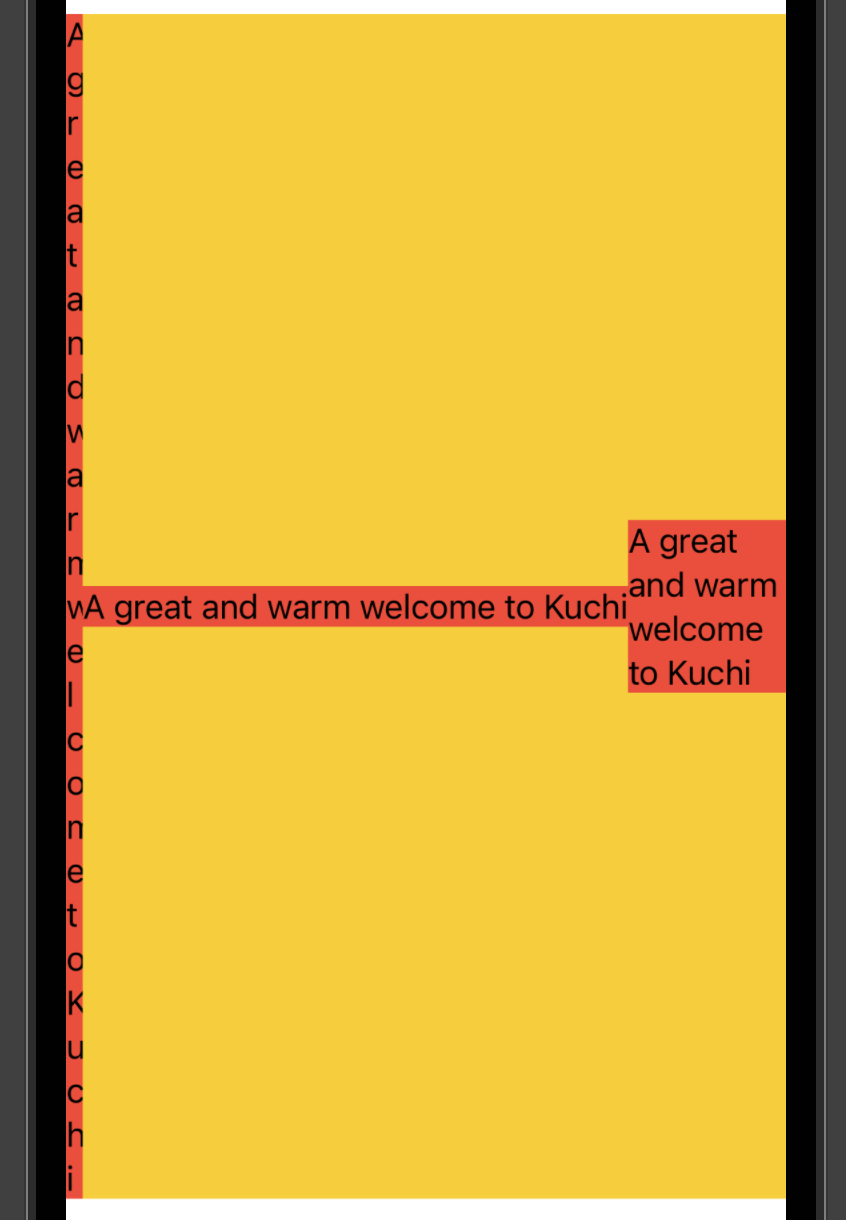 A
g
r
e
a
t
a
n
d
w
a
r
m
w
e
l
c
o
m
e
t
o
K
u
c
h
i
A great and warm welcome to Kuchi
A great
and warm
welcome
to Kuchi